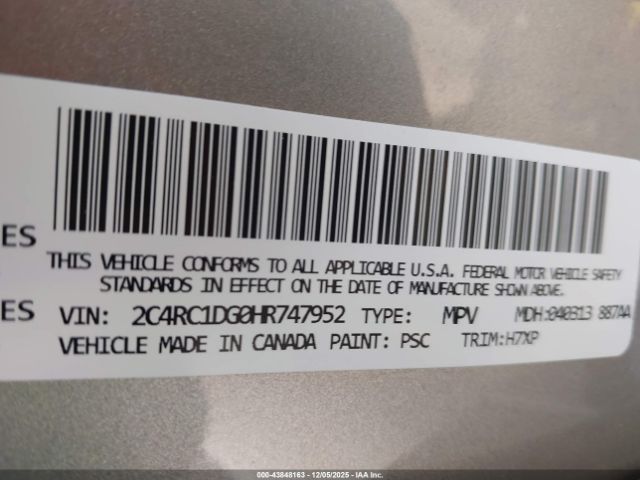 ES
THIS VEHICLE CONFORMS TO ALL APPLICABLE U.S.A. FEDERAL MOTOR VEHICLE SAFETY
STANDARDS IN EFFECT ON THE DATE OF MANUFACTURE SHOWN ABOVE.
ES VIN: 2C4RC1DG0HR747952 TYPE: MPV MDH:040313 887AA
VEHICLE MADE IN CANADA PAINT: PSC TRIM:H7XP
000-43848163 - 12/05/2025 - IAA Inc.